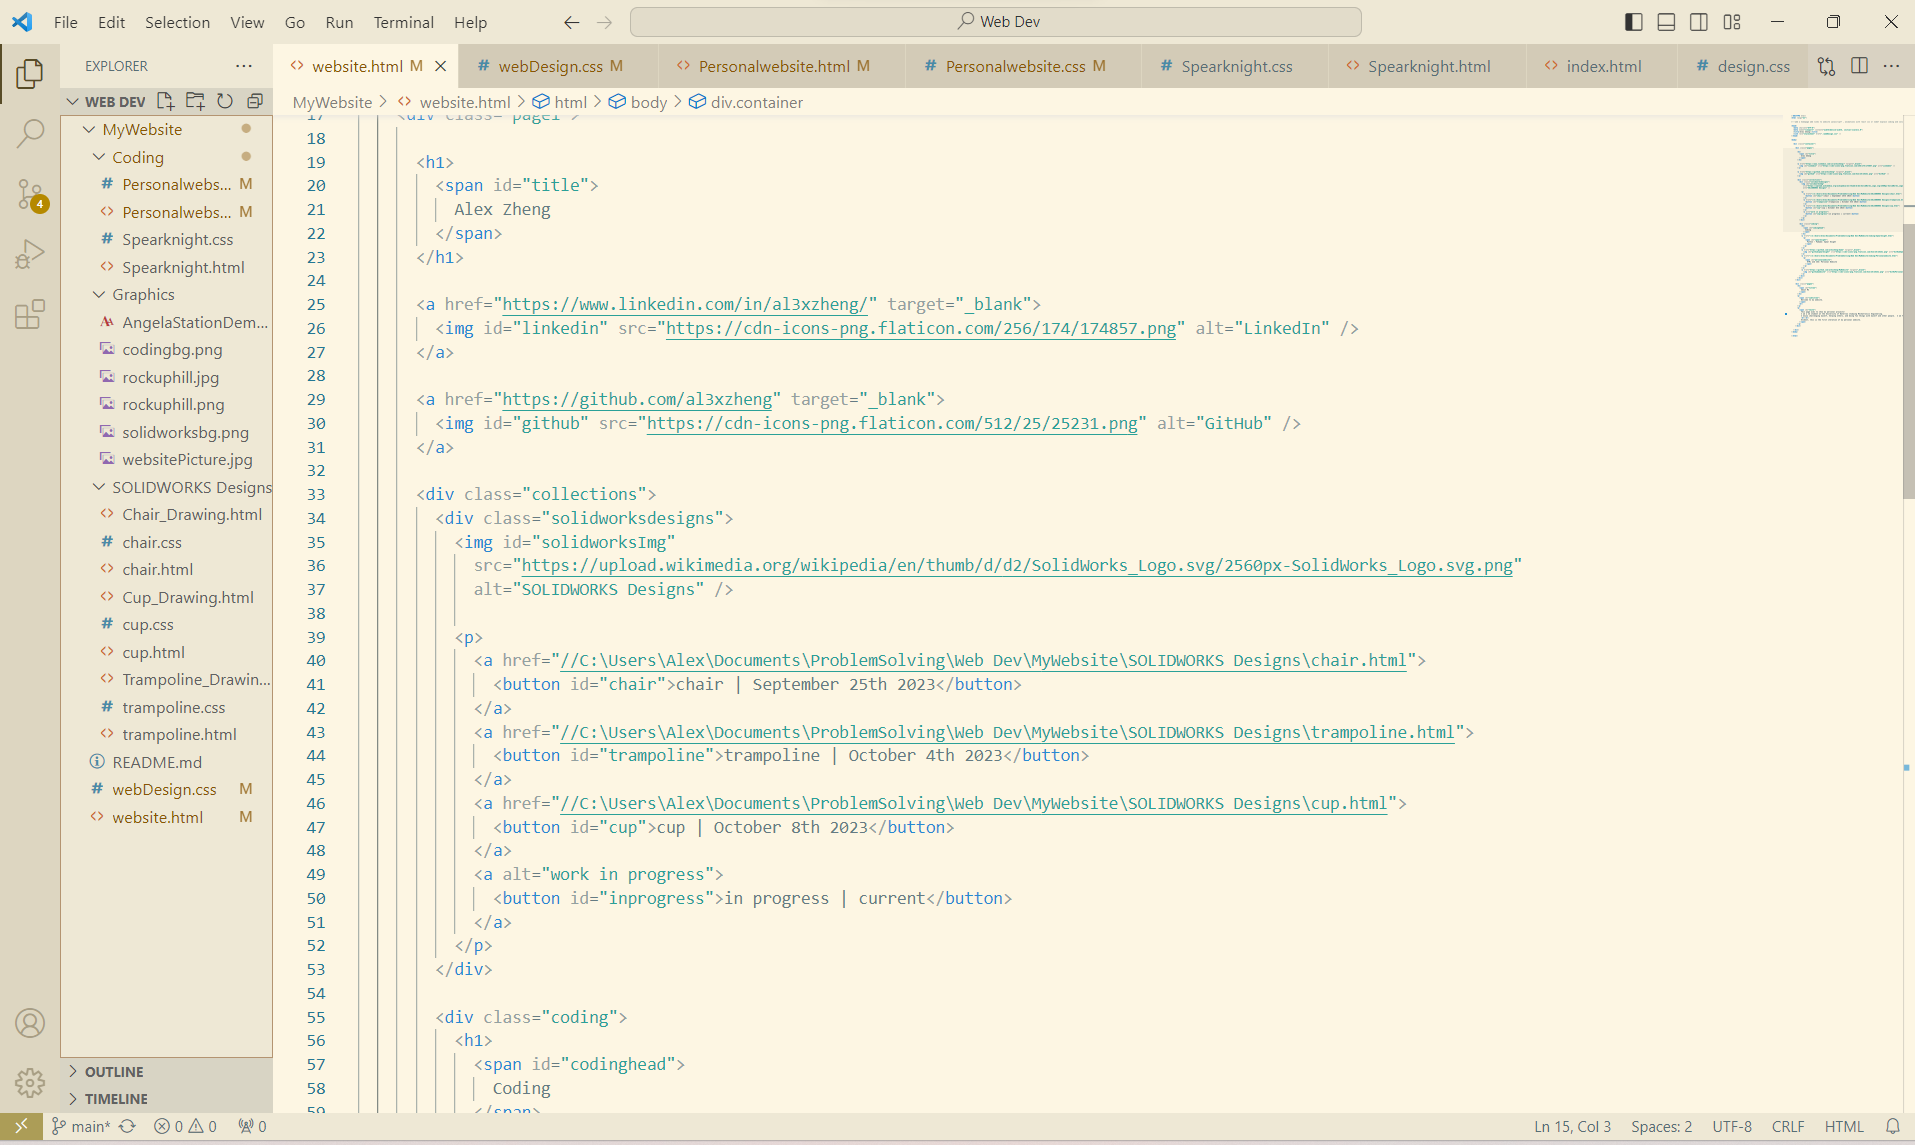 File Edit Selection View Go Run Terminal Help
Web Dev
EXPLORER
website.html M
webDesign.css M
Personalwebsite.html M
Personalwebsite.css M
Spearknight.css
Spearknight.html
index.html
design.css
WEB DEV
MyWebsite > website.html > html > body > div.container
MyWebsite
Coding
Personalwebs... M
Personalwebs... M
Spearknight.css
Spearknight.html
Graphics
AngelaStationDem...
codingbg.png
rockuphill.jpg
rockuphill.png
solidworksbg.png
websitePicture.jpg
SOLIDWORKS Designs
Chair_Drawing.html
chair.css
chair.html
Cup_Drawing.html
cup.css
cup.html
Trampoline_Drawin...
trampoline.css
trampoline.html
README.md
webDesign.css M
website.html M
OUTLINE
TIMELINE
4
17 <div class="page1">
18
19 <h1>
20 <span id="title">
21 Alex Zheng
22 </span>
23 </h1>
24
25 <a href="https://www.linkedin.com/in/al3xzheng/" target="_blank">
26 <img id="linkedin" src="https://cdn-icons-png.flaticon.com/256/174/174857.png" alt="LinkedIn" />
27 </a>
28
29 <a href="https://github.com/al3xzheng" target="_blank">
30 <img id="github" src="https://cdn-icons-png.flaticon.com/512/25/25231.png" alt="GitHub" />
31 </a>
32
33 <div class="collections">
34 <div class="solidworksdesigns">
35 <img id="solidworksImg"
36 src="https://upload.wikimedia.org/wikipedia/en/thumb/d/d2/SolidWorks_Logo.svg/2560px-SolidWorks_Logo.svg.png"
37 alt="SOLIDWORKS Designs" />
38
39 <p>
40 <a href="//C:\Users\Alex\Documents\ProblemSolving\Web Dev\MyWebsite\SOLIDWORKS Designs\chair.html">
41 <button id="chair">chair | September 25th 2023</button>
42 </a>
43 <a href="//C:\Users\Alex\Documents\ProblemSolving\Web Dev\MyWebsite\SOLIDWORKS Designs\trampoline.html">
44 <button id="trampoline">trampoline | October 4th 2023</button>
45 </a>
46 <a href="//C:\Users\Alex\Documents\ProblemSolving\Web Dev\MyWebsite\SOLIDWORKS Designs\cup.html">
47 <button id="cup">cup | October 8th 2023</button>
48 </a>
49 <a alt="work in progress">
50 <button id="inprogress">in progress | current</button>
51 </a>
52 </p>
53 </div>
54
55 <div class="coding">
56 <h1>
57 <span id="codinghead">
58 Coding
59 </span>
main* 0 0 0
Ln 15, Col 3 Spaces: 2 UTF-8 CRLF HTML